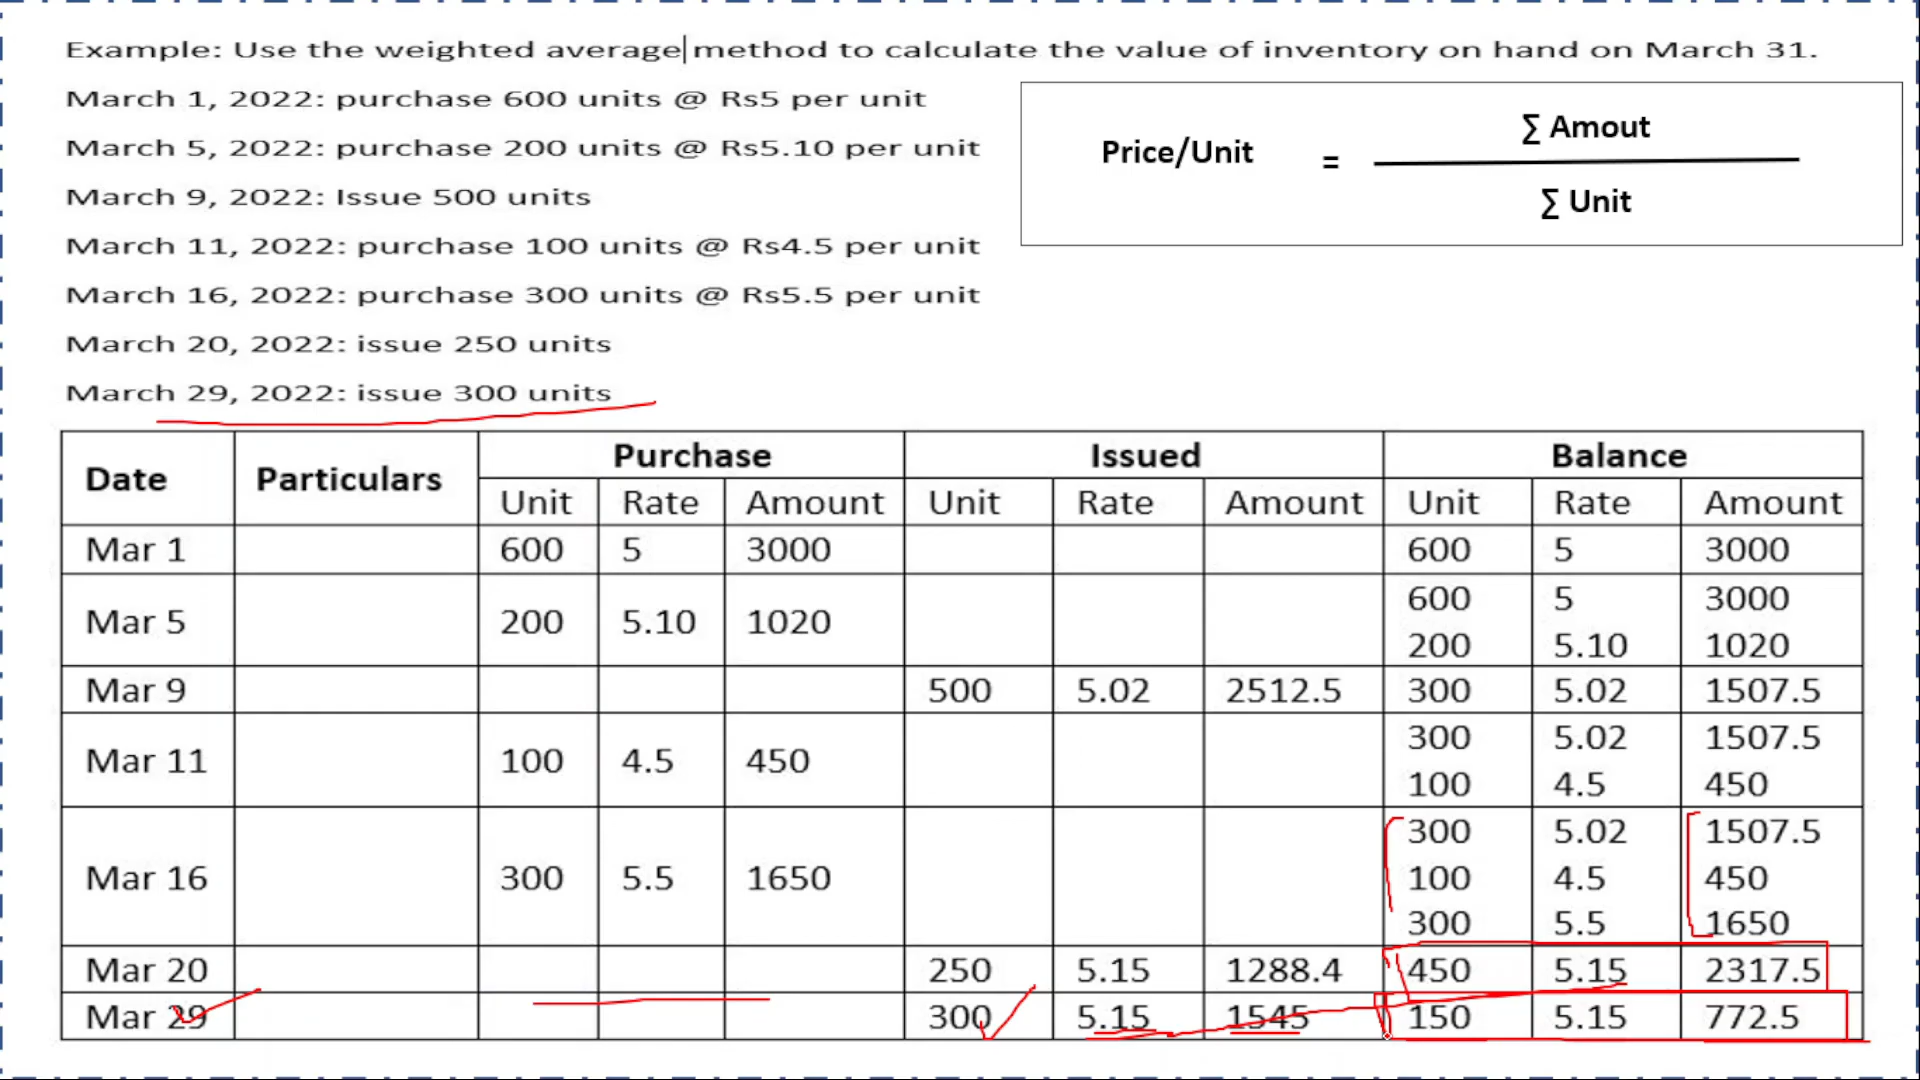 Example: Use the weighted average method to calculate the value of inventory on hand on March 31.
March 1, 2022: purchase 600 units @ Rs5 per unit
March 5, 2022: purchase 200 units @ Rs5.10 per unit
March 9, 2022: Issue 500 units
March 11, 2022: purchase 100 units @ Rs4.5 per unit
March 16, 2022: purchase 300 units @ Rs5.5 per unit
March 20, 2022: issue 250 units
March 29, 2022: issue 300 units
∑ Amout
Price/Unit =
∑ Unit
Date Particulars Purchase Issued Balance
Unit Rate Amount Unit Rate Amount Unit Rate Amount
Mar 1 600 5 3000 600 5 3000
Mar 5 200 5.10 1020 600 5 3000
200 5.10 1020
Mar 9 500 5.02 2512.5 300 5.02 1507.5
Mar 11 100 4.5 450 300 5.02 1507.5
100 4.5 450
Mar 16 300 5.5 1650 300 5.02 1507.5
100 4.5 450
300 5.5 1650
Mar 20 250 5.15 1288.4 450 5.15 2317.5
Mar 29 300 5.15 1545 150 5.15 772.5